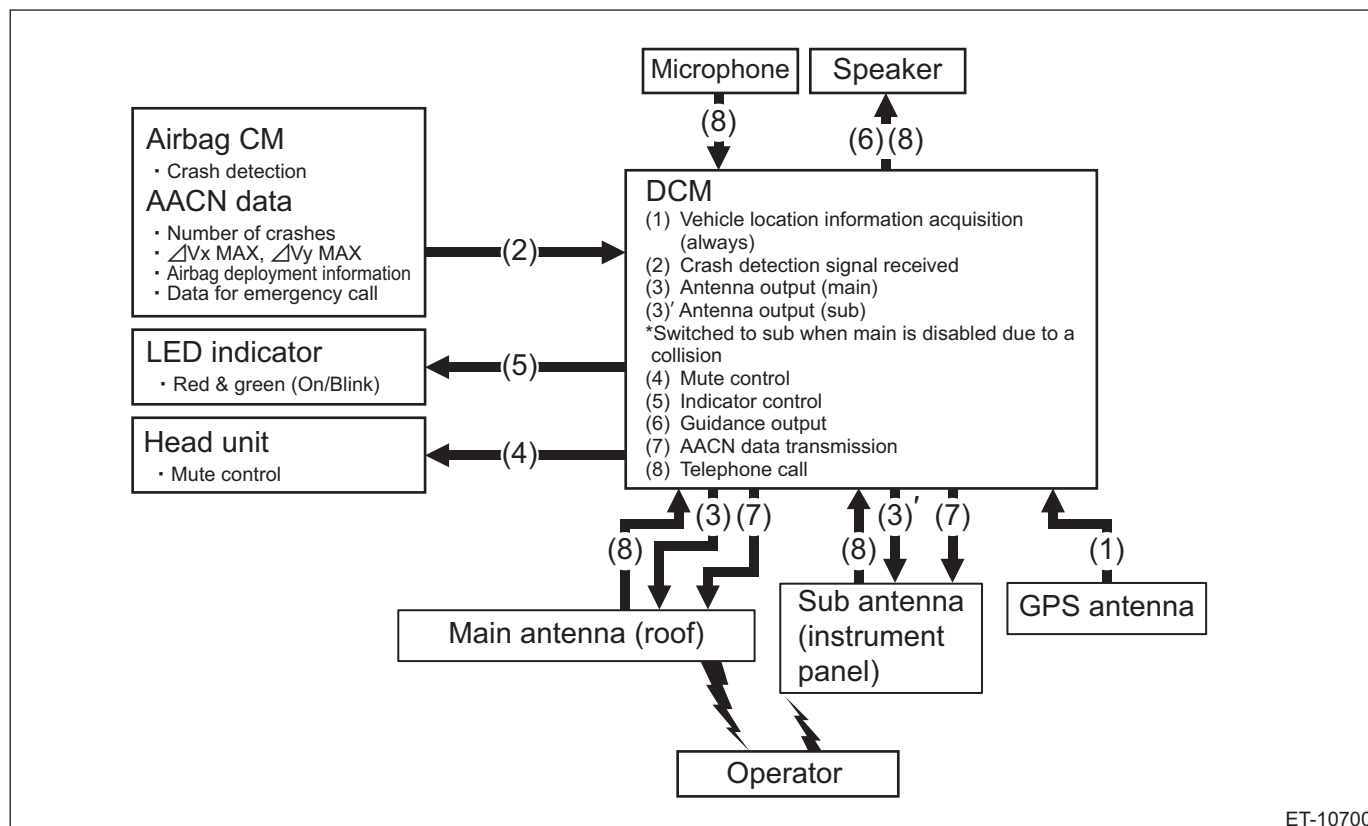 Microphone
Speaker
(8)
(6) (8)
Airbag CM
・Crash detection
AACN data
・Number of crashes
・⊿Vx MAX, ⊿Vy MAX
・Airbag deployment information
・Data for emergency call
(2)
DCM
(1) Vehicle location information acquisition
(always)
(2) Crash detection signal received
(3) Antenna output (main)
(3)′ Antenna output (sub)
*Switched to sub when main is disabled due to a
collision
(4) Mute control
(5) Indicator control
(6) Guidance output
(7) AACN data transmission
(8) Telephone call
LED indicator
・Red & green (On/Blink)
(5)
Head unit
・Mute control
(4)
(8)
(3) (7)
(8)
(3)′
(7)
(1)
Main antenna (roof)
Sub antenna
(instrument
panel)
GPS antenna
Operator
ET-10700